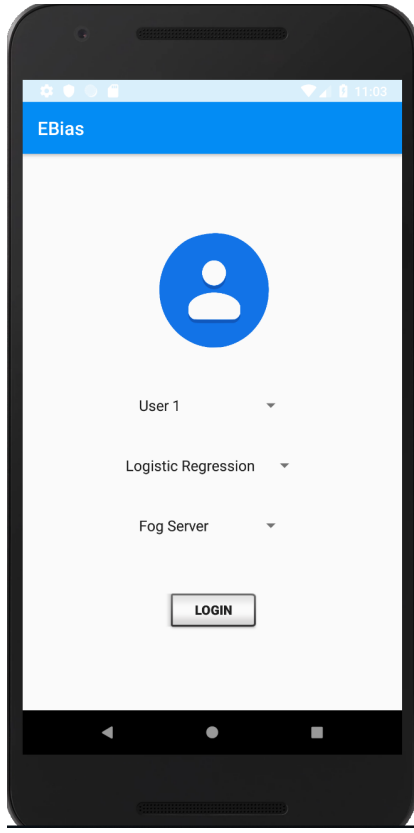 11:03
EBias
User 1
Logistic Regression
Fog Server
LOGIN